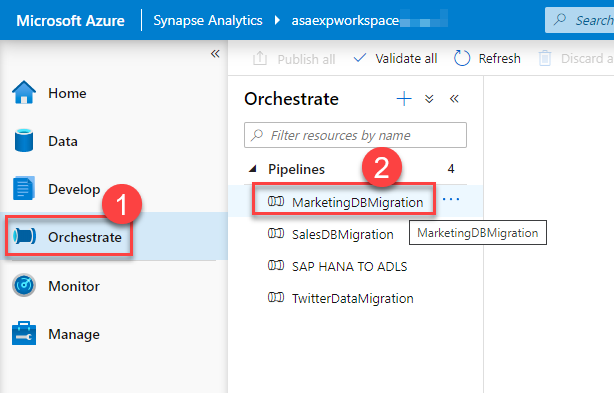 Microsoft Azure
Synapse Analytics
asaexpworkspace
Search
Publish all
Validate all
Refresh
Discard a
Home
Data
Develop
Orchestrate
Monitor
Manage
Orchestrate
Filter resources by name
Pipelines
4
MarketingDBMigration
SalesDBMigration
MarketingDBMigration
SAP HANA TO ADLS
TwitterDataMigration
1
2